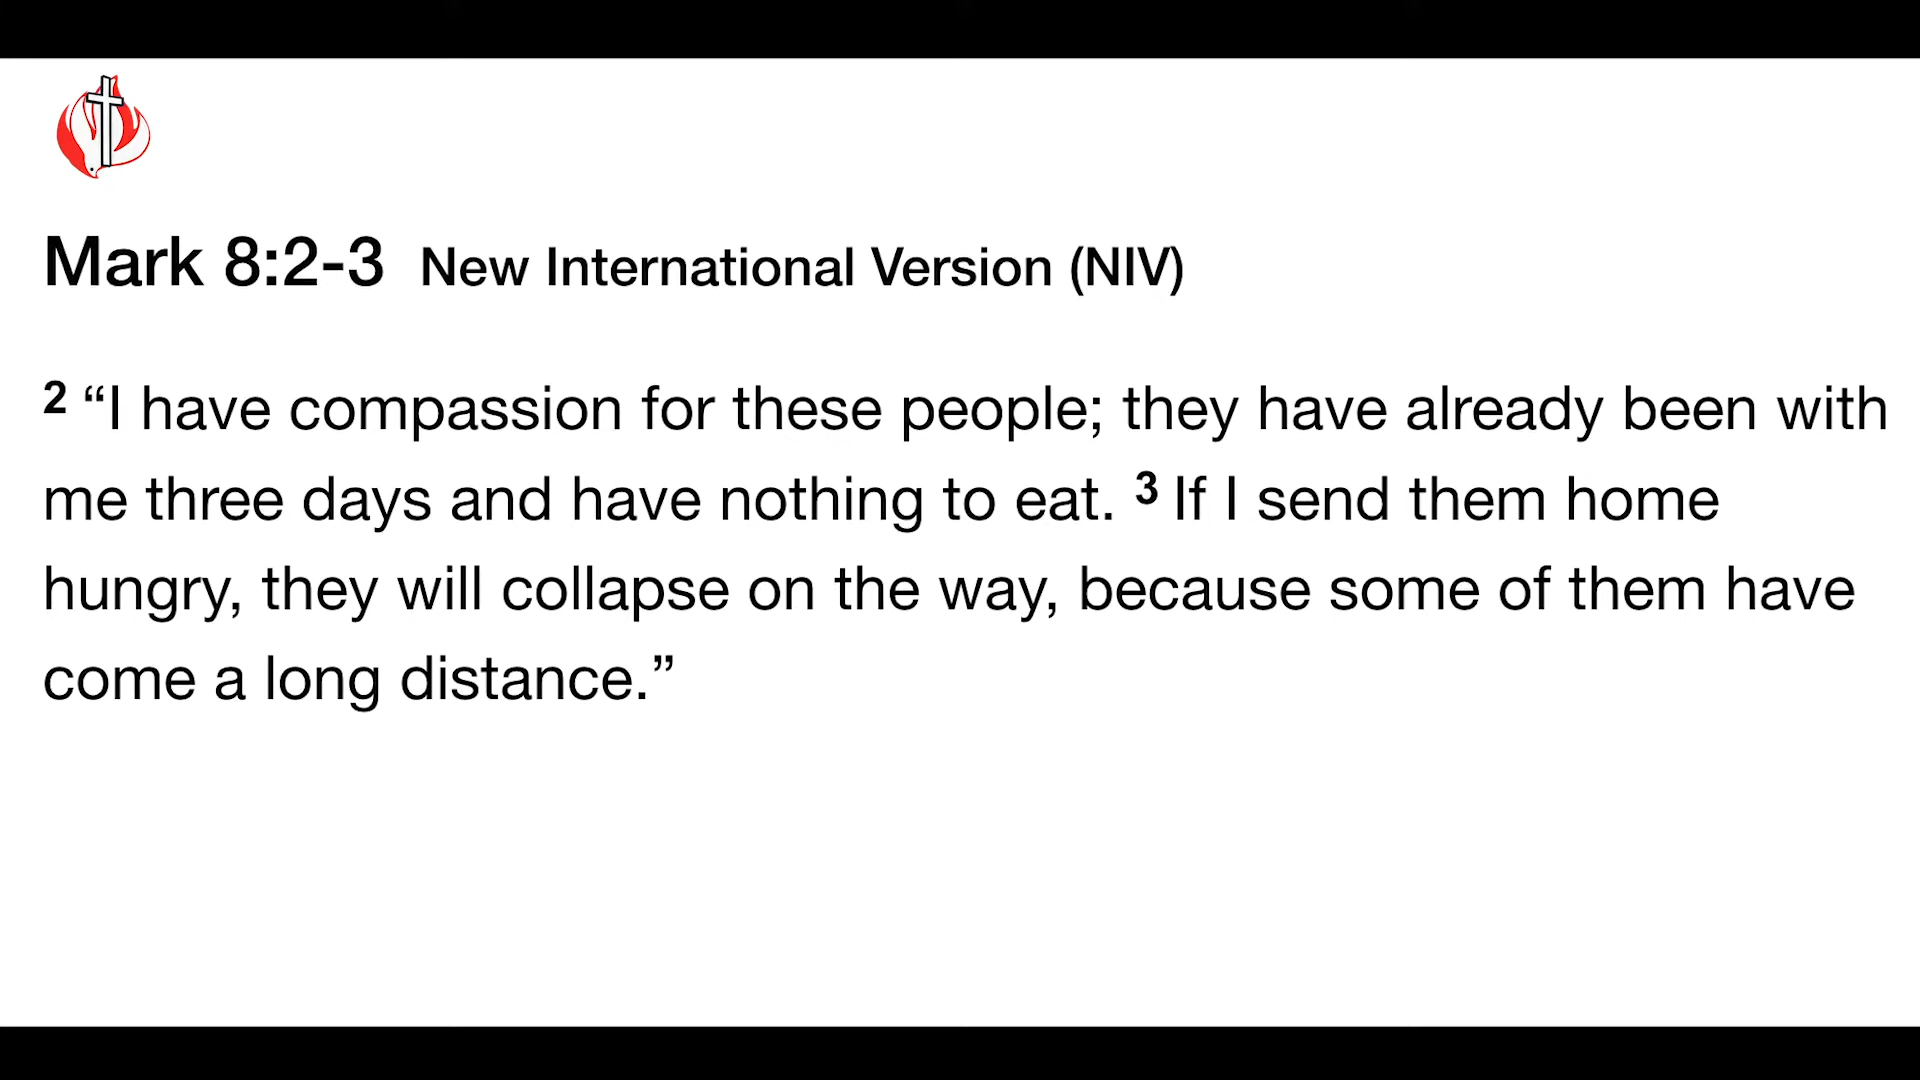 Mark 8:2-3 New International Version (NIV)
2 “I have compassion for these people; they have already been with
me three days and have nothing to eat. 3 If I send them home
hungry, they will collapse on the way, because some of them have
come a long distance.”